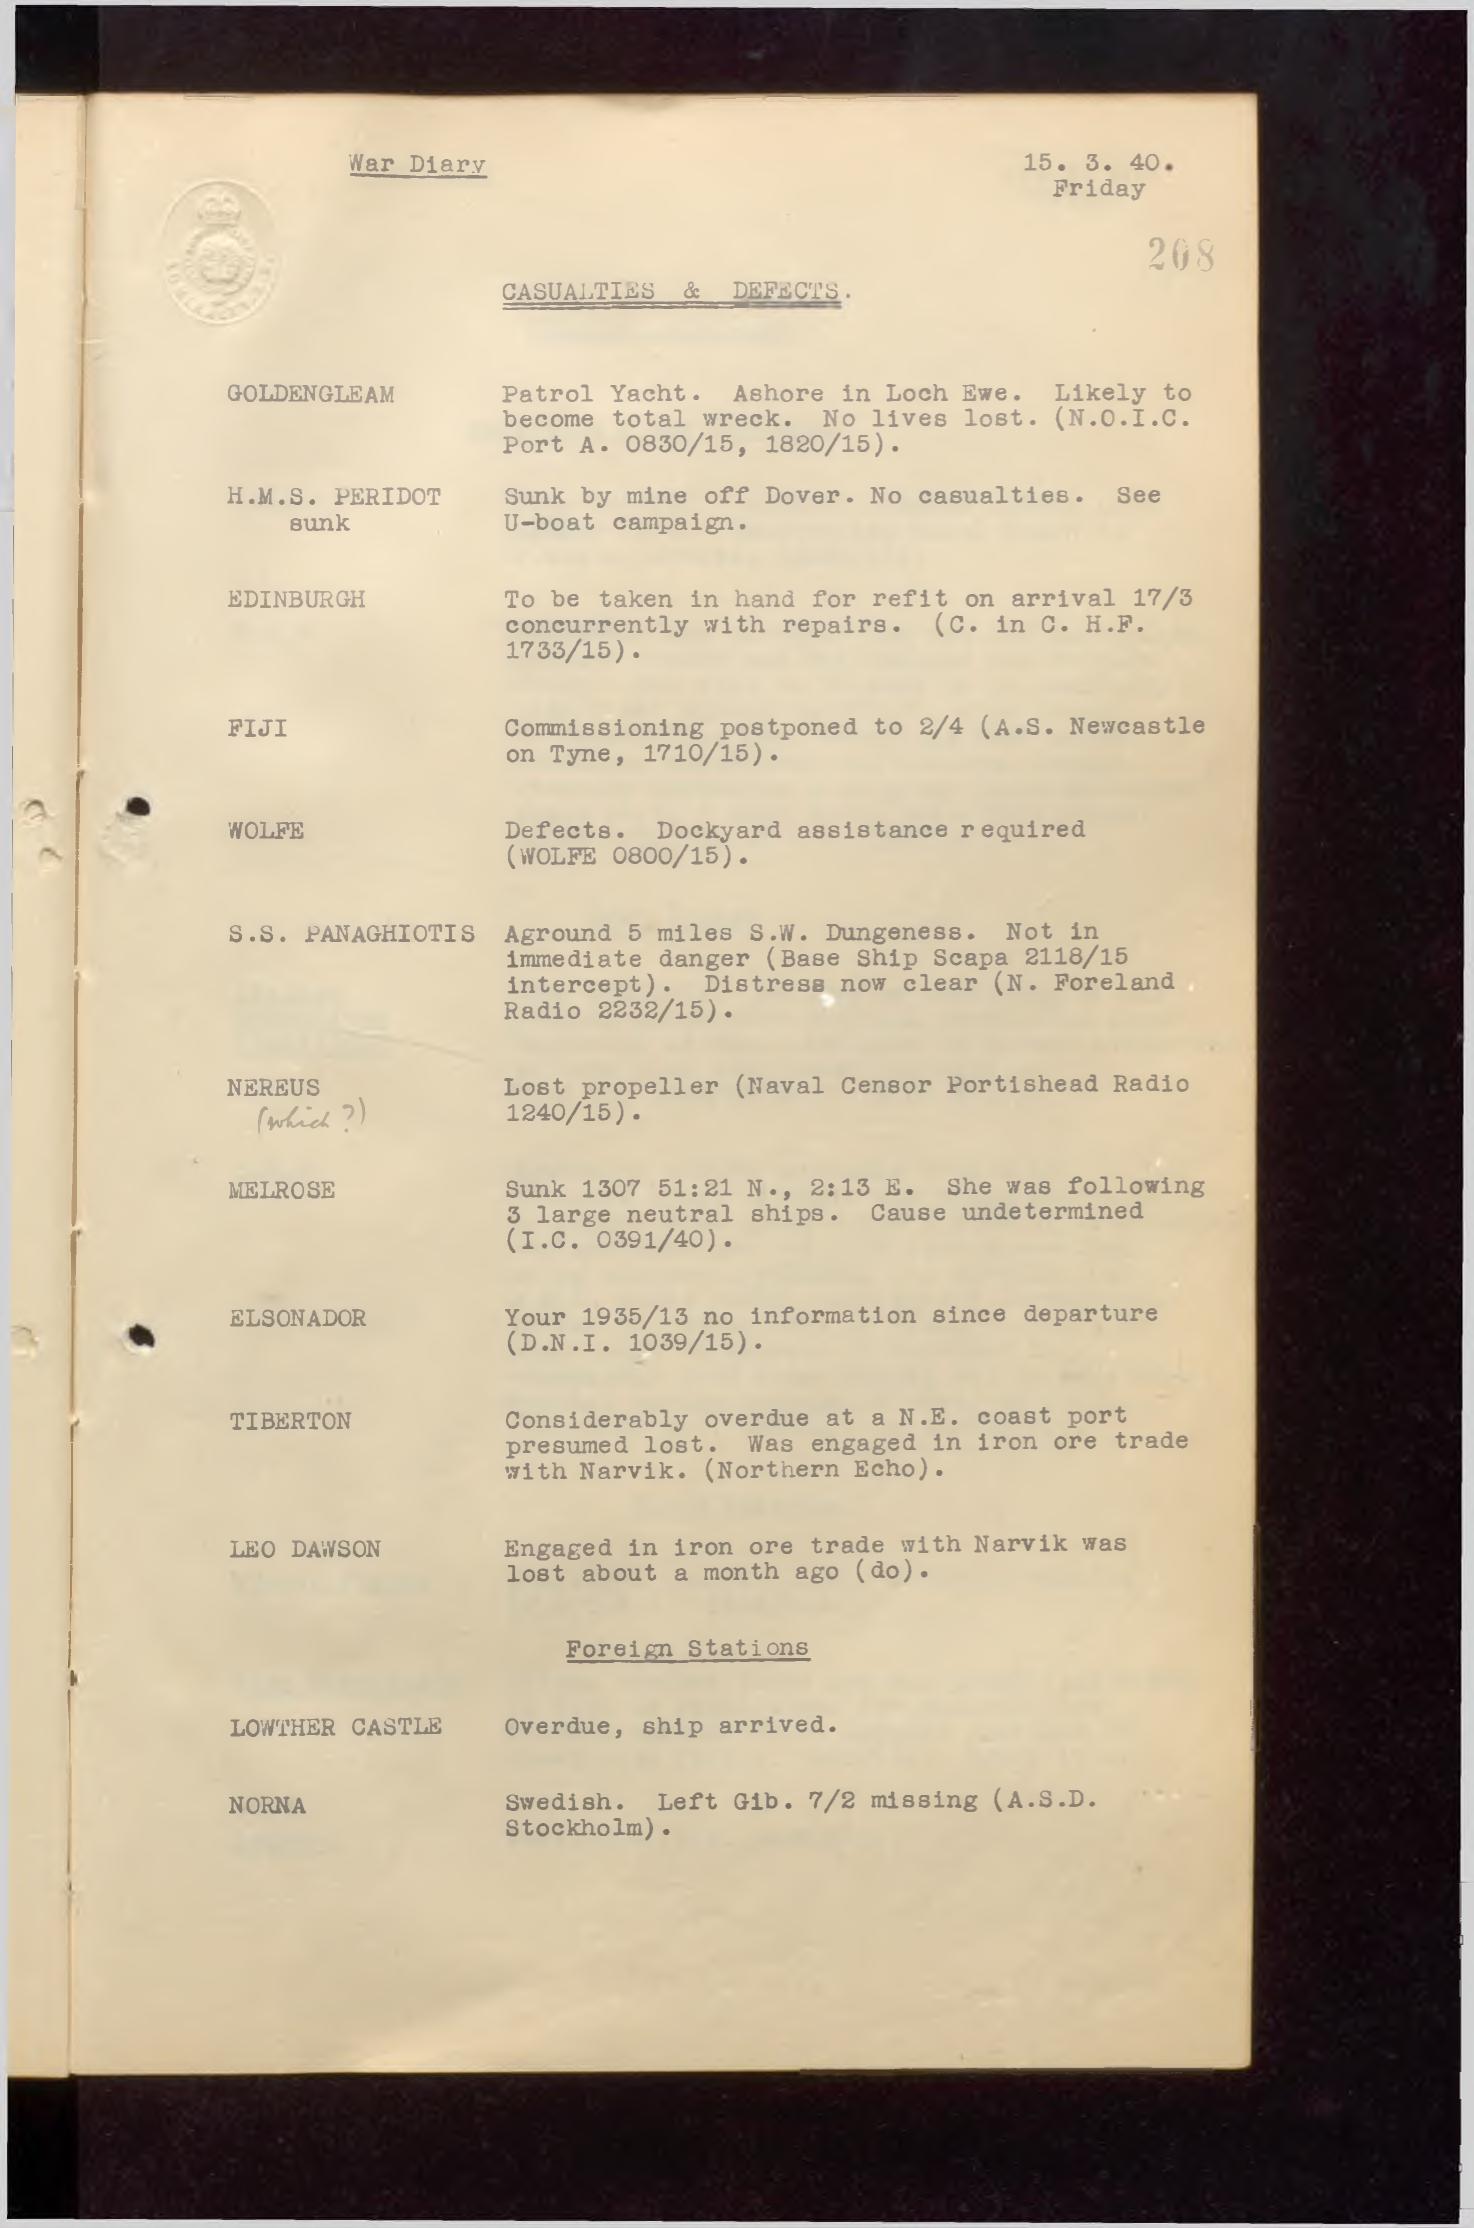 War Diary
15. 3. 40.
Friday
208
CASUALTIES & DEFECTS.
GOLDENGLEAM Patrol Yacht. Ashore in Loch Ewe. Likely to
become total wreck. No lives lost. (N.O.I.C.
Port A. 0830/15, 1820/15).
H.M.S. PERIDOT Sunk by mine off Dover. No casualties. See
sunk U-boat campaign.
EDINBURGH To be taken in hand for refit on arrival 17/3
concurrently with repairs. (C. in C. H.F.
1733/15).
FIJI Commissioning postponed to 2/4 (A.S. Newcastle
on Tyne, 1710/15).
WOLFE Defects. Dockyard assistance required
(WOLFE 0800/15).
S.S. PANAGHIOTIS Aground 5 miles S.W. Dungeness. Not in
immediate danger (Base Ship Scapa 2118/15
intercept). Distress now clear (N. Foreland
Radio 2232/15).
NEREUS Lost propeller (Naval Censor Portishead Radio
(which?) 1240/15).
MELROSE Sunk 1307 51:21 N., 2:13 E. She was following
3 large neutral ships. Cause undetermined
(I.C. 0391/40).
ELSONADOR Your 1935/13 no information since departure
(D.N.I. 1039/15).
TIBERTON Considerably overdue at a N.E. coast port
presumed lost. Was engaged in iron ore trade
with Narvik. (Northern Echo).
LEO DAWSON Engaged in iron ore trade with Narvik was
lost about a month ago (do).
Foreign Stations
LOWTHER CASTLE Overdue, ship arrived.
NORNA Swedish. Left Gib. 7/2 missing (A.S.D.
Stockholm).